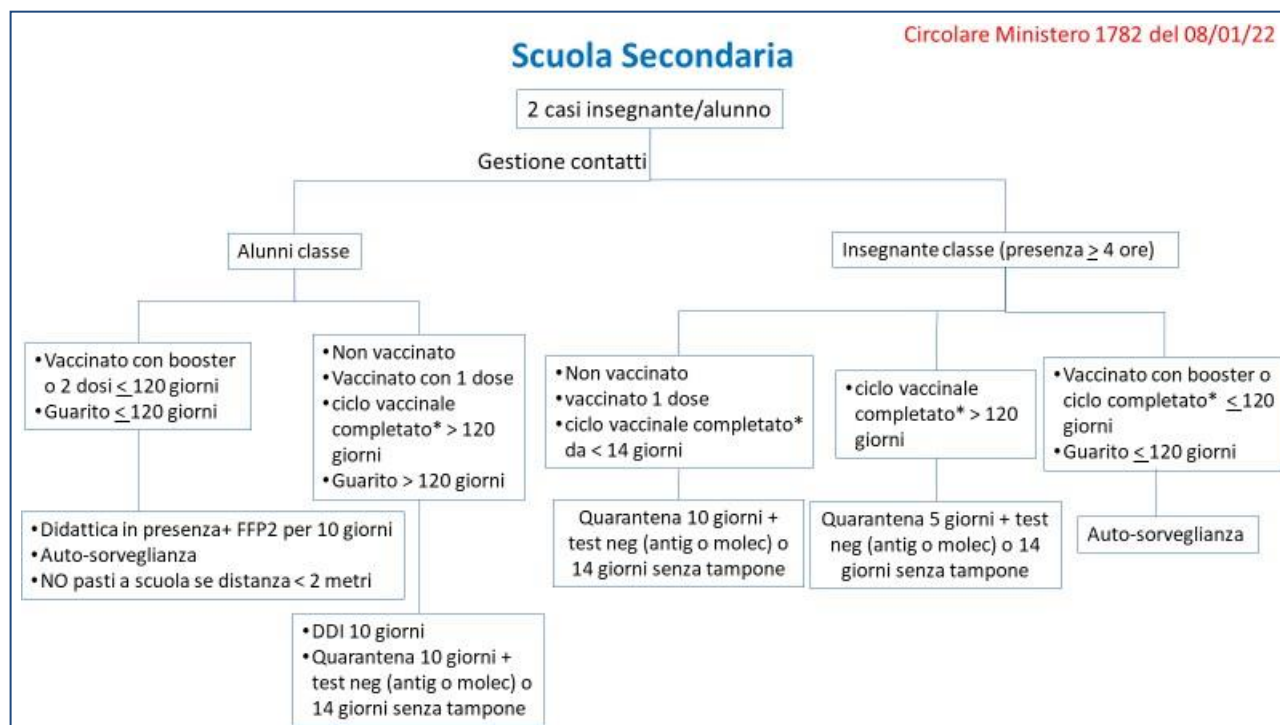 Circolare Ministero 1782 del 08/01/22
Scuola Secondaria
2 casi insegnante/alunno
Gestione contatti
Alunni classe
Insegnante classe (presenza ≥ 4 ore)
•Vaccinato con booster
o 2 dosi ≤ 120 giorni
•Guarito ≤120 giorni
•Non vaccinato
•Vaccinato con 1 dose
•ciclo vaccinale
completato* > 120
giorni
•Guarito > 120 giorni
•Non vaccinato
•vaccinato 1 dose
•ciclo vaccinale completato*
da < 14 giorni
•ciclo vaccinale
completato* > 120
giorni
•Vaccinato con booster o
ciclo completato* ≤120
giorni
•Guarito ≤120 giorni
•Didattica in presenza+ FFP2 per 10 giorni
•Auto-sorveglianza
•NO pasti a scuola se distanza < 2 metri
Quarantena 10 giorni +
test neg (antig o molec) o
14 giorni senza tampone
Quarantena 5 giorni + test
neg (antig o molec) o 14
giorni senza tampone
Auto-sorveglianza
•DDI 10 giorni
•Quarantena 10 giorni +
test neg (antig o molec) o
14 giorni senza tampone